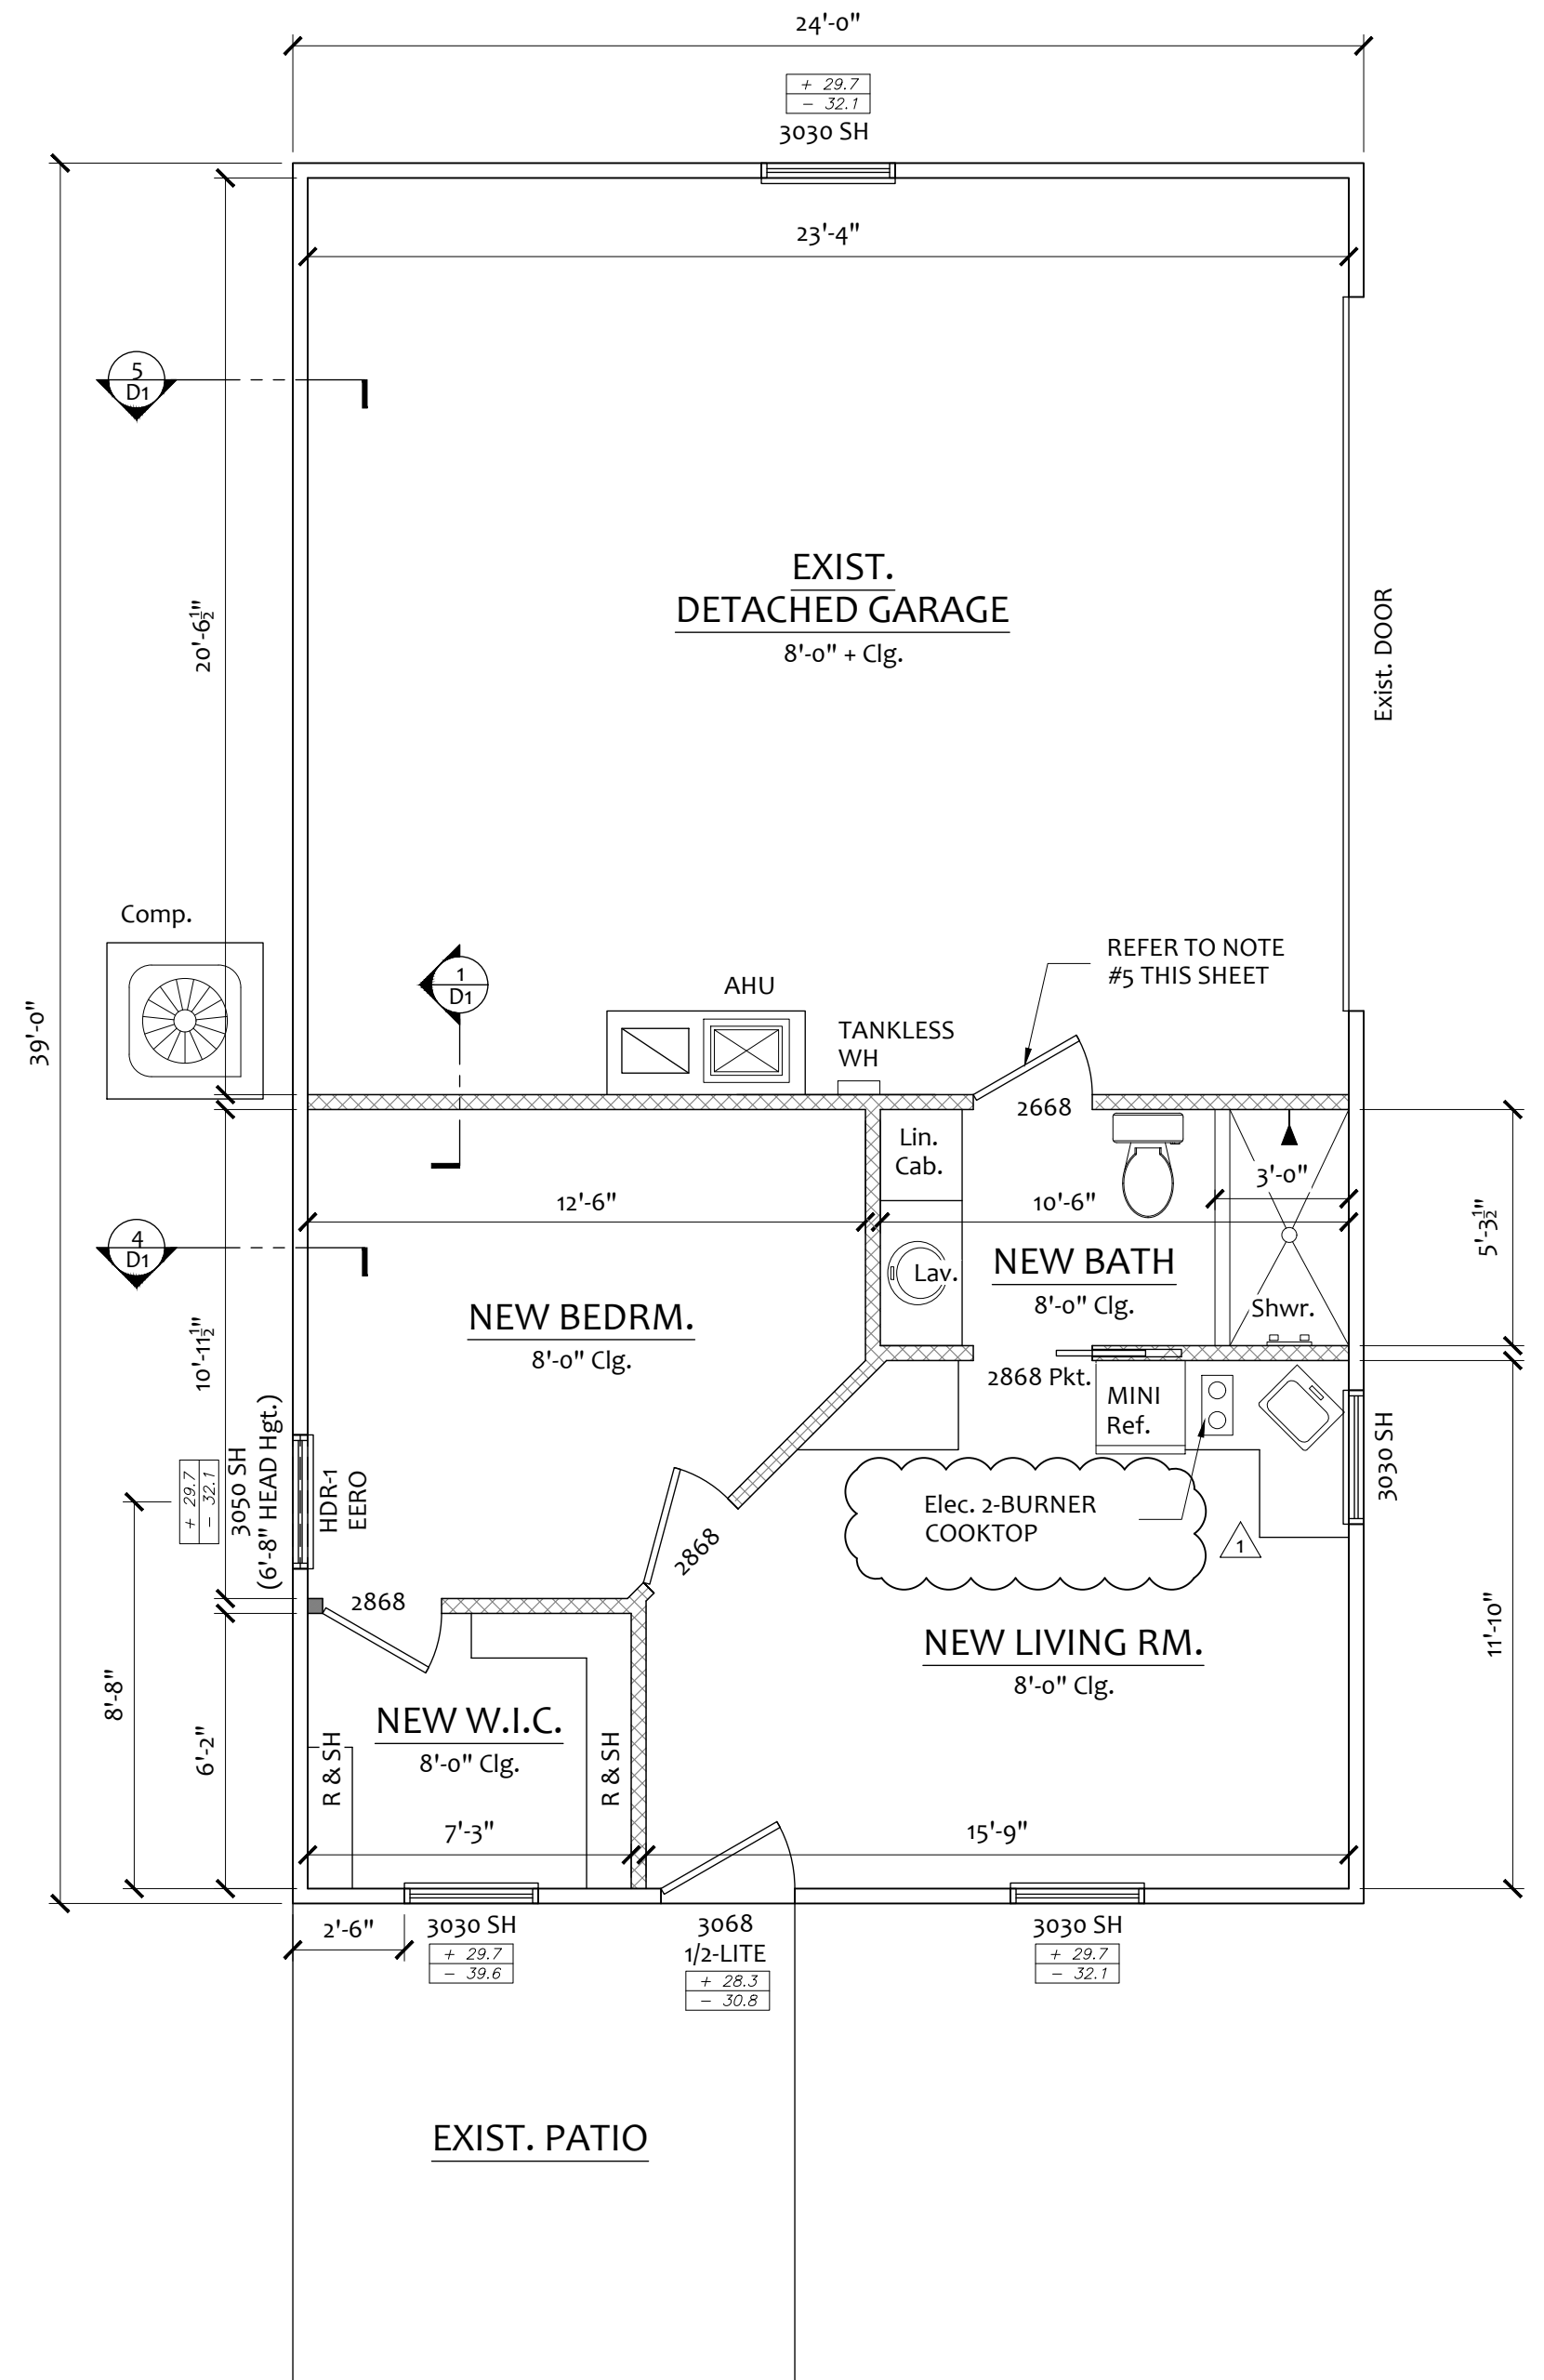 24'-0"
+ 29.7
- 32.1
3030 SH
23'-4"
5
D1
EXIST.
DETACHED GARAGE
8'-0" + Clg.
20'-6½"
Exist. DOOR
Comp.
39'-0"
1
D1
AHU
TANKLESS
WH
REFER TO NOTE
#5 THIS SHEET
2668
Lin.
Cab.
12'-6"
10'-6"
3'-0"
5'-3½"
4
D1
NEW BEDRM.
8'-0" Clg.
Lav.
NEW BATH
8'-0" Clg.
Shwr.
10'-11½"
2868 Pkt.
MINI
Ref.
3030 SH
+ 29.7
- 32.1
3050 SH
(6'-8" HEAD Hgt.)
HDR-1
EERO
Elec. 2-BURNER
COOKTOP
1
2868
2868
11'-10"
NEW LIVING RM.
8'-0" Clg.
8'-8"
6'-2"
NEW W.I.C.
8'-0" Clg.
R & SH
R & SH
7'-3"
15'-9"
2'-6"
3030 SH
+ 29.7
- 39.6
3068
1/2-LITE
+ 28.3
- 30.8
3030 SH
+ 29.7
- 32.1
EXIST. PATIO